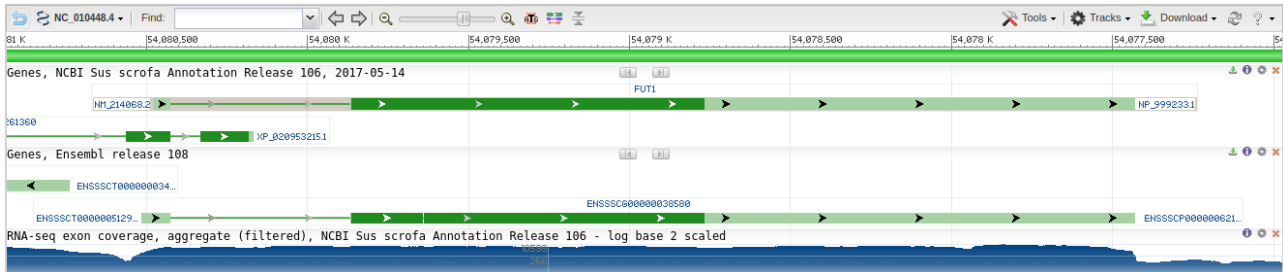 NC_010448.4 Find: Tools Tracks Download ?
81 K 54,080,500 54,080 K 54,079,500 54,079 K 54,078,500 54,078 K 54,077,500 54
Genes, NCBI Sus scrofa Annotation Release 106, 2017-05-14
FUT1
NM_214068.2 NP_999233.1
261360 XP_020953215.1
Genes, Ensembl release 108
ENSSSCT000000034…
ENSSSCG00000038580
ENSSSCT0000005129… ENSSSCP000000621…
RNA-seq exon coverage, aggregate (filtered), NCBI Sus scrofa Annotation Release 106 - log base 2 scaled
256